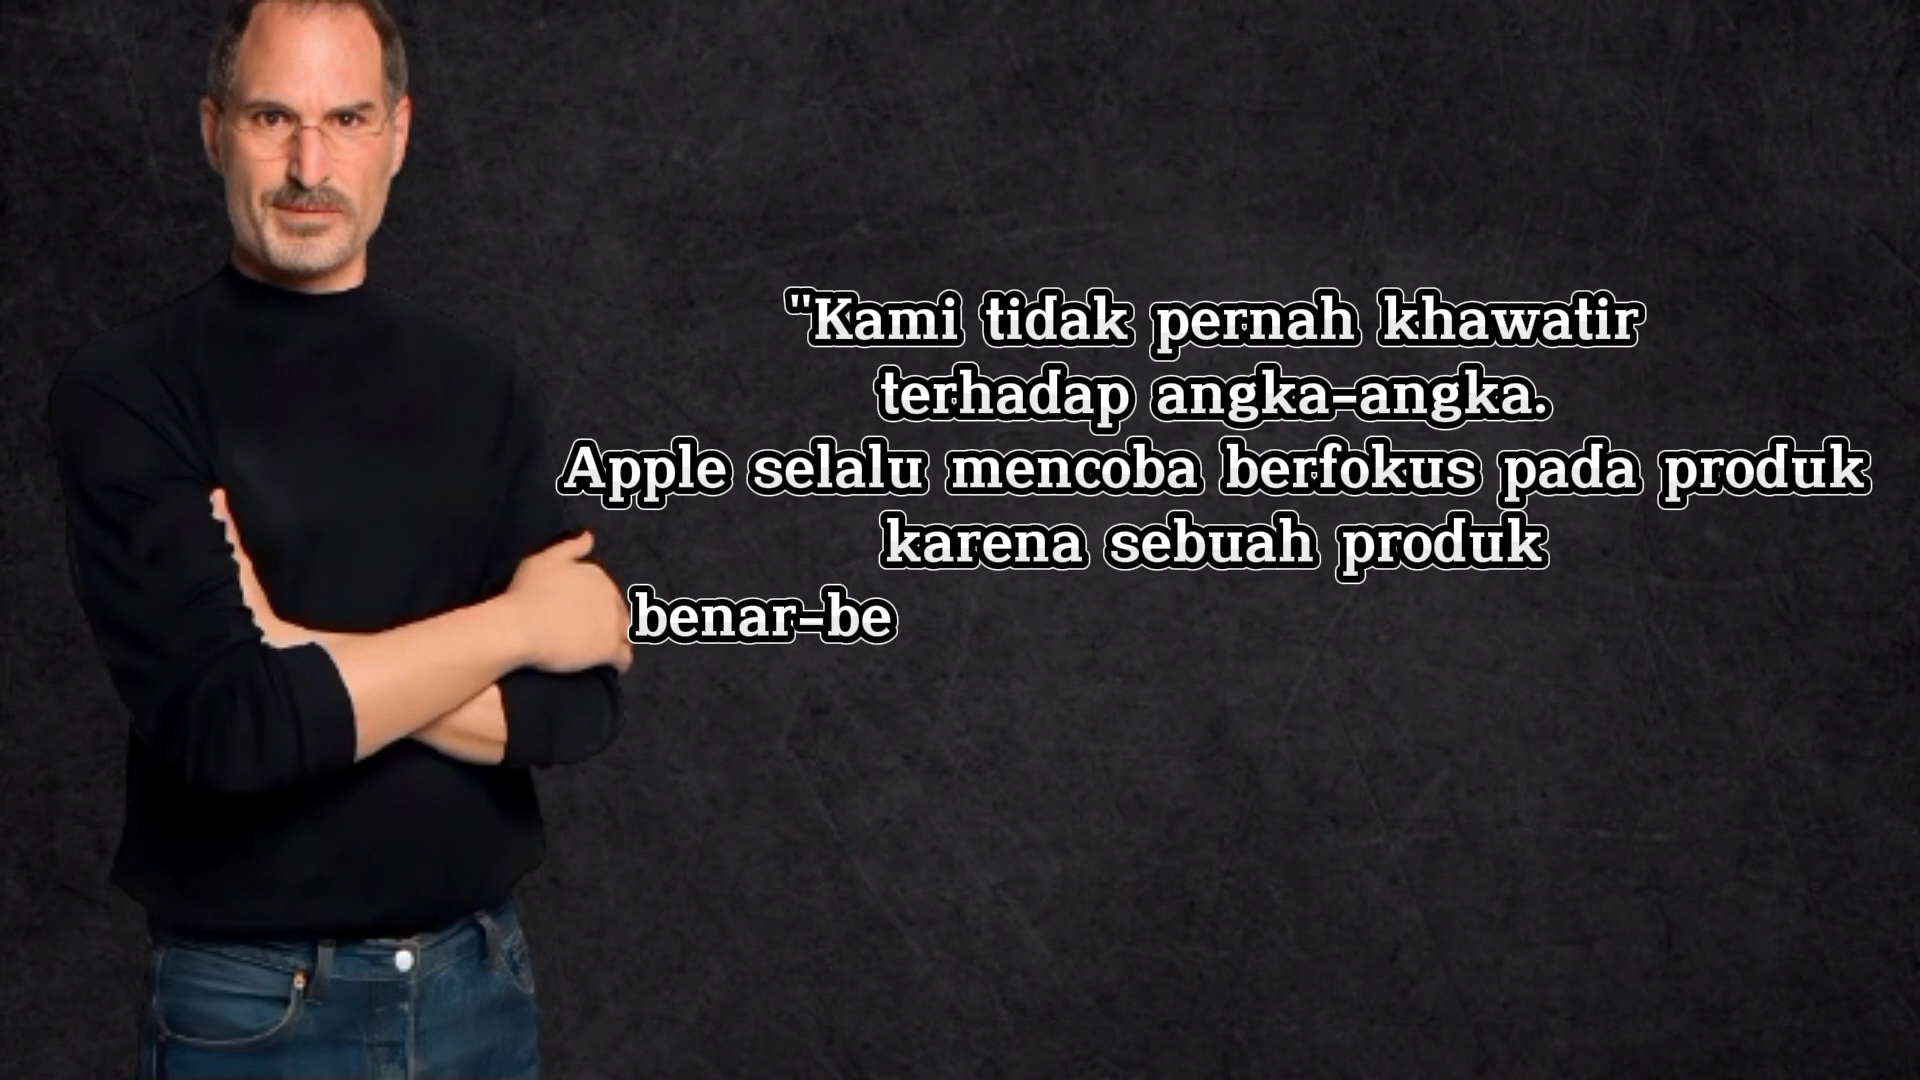 "Kami tidak pernah khawatir
terhadap angka-angka.
Apple selalu mencoba berfokus pada produk
karena sebuah produk
benar-be